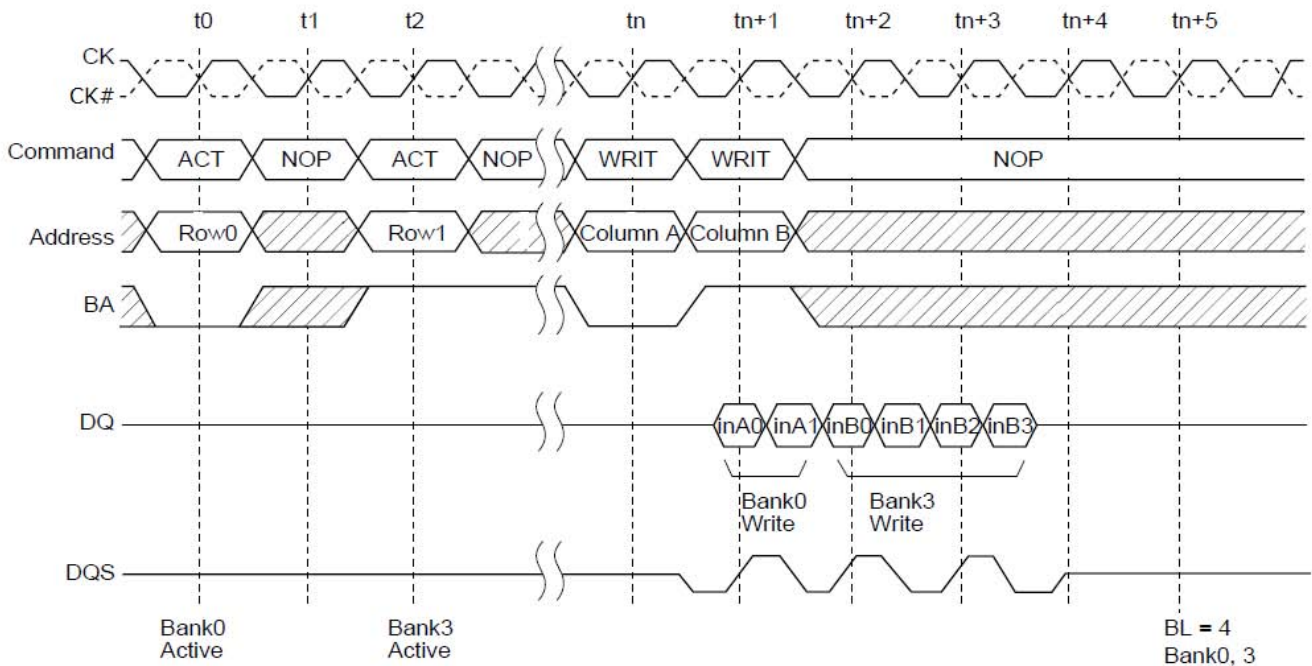 t0 t1 t2 tn tn+1 tn+2 tn+3 tn+4 tn+5
CK
CK#
Command ACT NOP ACT NOP WRIT WRIT NOP
Address Row0 Row1 Column A Column B
BA
DQ inA0 inA1 inB0 inB1 inB2 inB3
Bank0 Bank3
Write Write
DQS
Bank0 Bank3 BL = 4
Active Active Bank0, 3